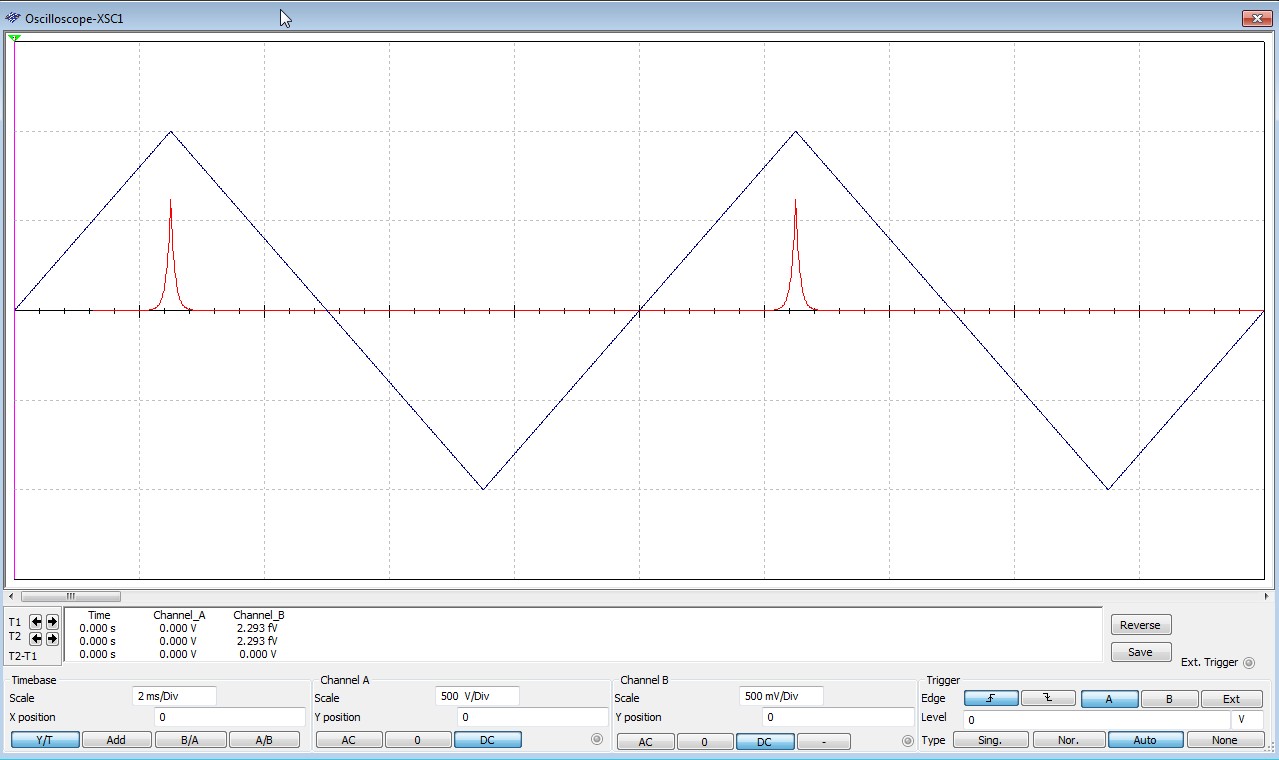 Oscilloscope-XSC1
T1
T2
T2-T1
Time Channel_A Channel_B
0.000 s 0.000 V 2.293 fV
0.000 s 0.000 V 2.293 fV
0.000 s 0.000 V 0.000 V
Reverse
Save
Ext. Trigger
Timebase
Scale 2 ms/Div
X position 0
Y/T Add B/A A/B
Channel A
Scale 500 V/Div
Y position 0
AC 0 DC
Channel B
Scale 500 mV/Div
Y position 0
AC 0 DC -
Trigger
Edge A B Ext
Level 0 V
Type Sing. Nor. Auto None